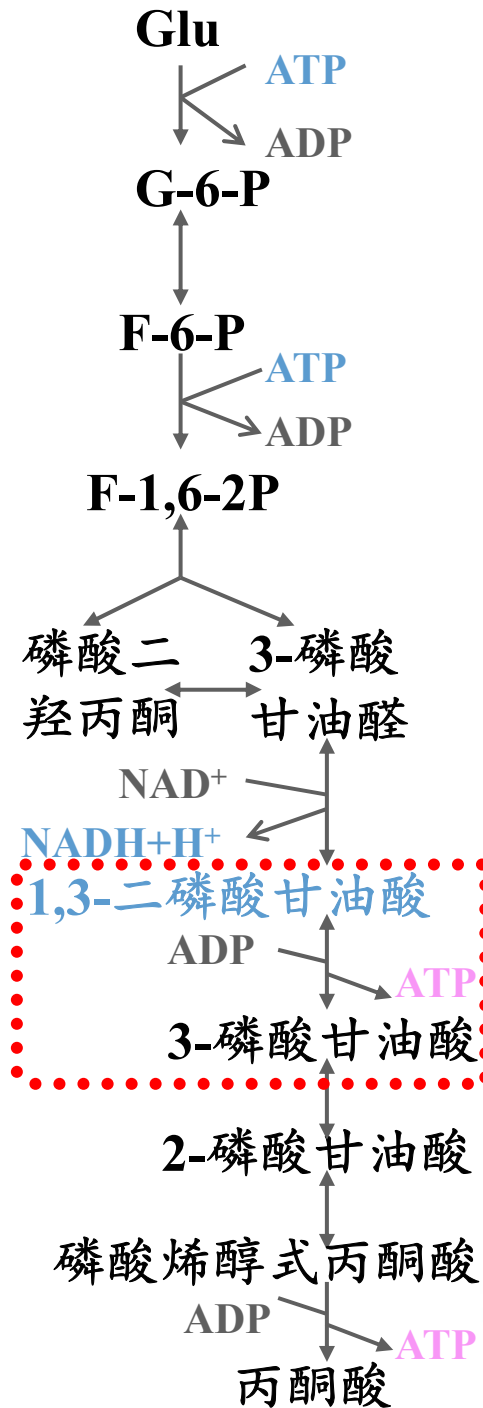 Glu
ATP
ADP
G-6-P
F-6-P
ATP
ADP
F-1,6-2P
磷酸二
羟丙酮
3-磷酸
甘油醛
NAD⁺
NADH+H⁺
1,3-二磷酸甘油酸
ADP
ATP
3-磷酸甘油酸
2-磷酸甘油酸
磷酸烯醇式丙酮酸
ADP
ATP
丙酮酸